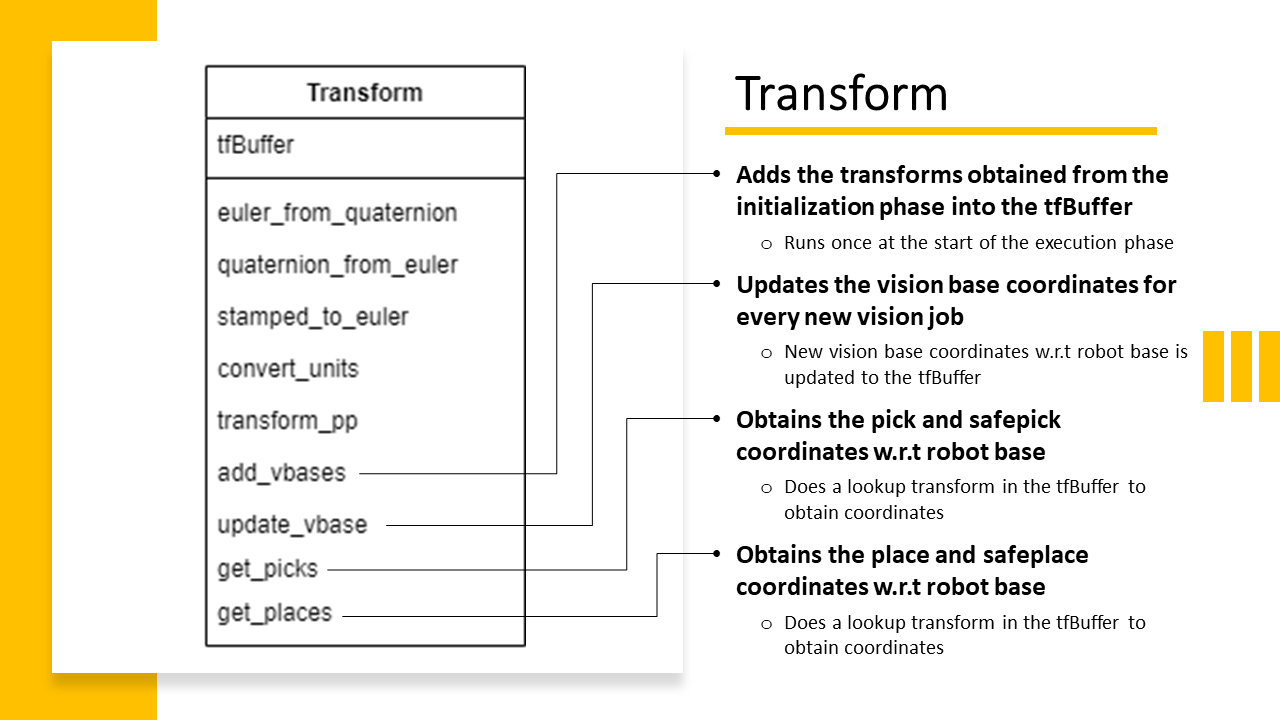 Transform
tfBuffer
euler_from_quaternion
quaternion_from_euler
stamped_to_euler
convert_units
transform_pp
add_vbases
update_vbase
get_picks
get_places
Transform
• Adds the transforms obtained from the
initialization phase into the tfBuffer
o Runs once at the start of the execution phase
• Updates the vision base coordinates for
every new vision job
o New vision base coordinates w.r.t robot base is
updated to the tfBuffer
• Obtains the pick and safepick
coordinates w.r.t robot base
o Does a lookup transform in the tfBuffer to
obtain coordinates
• Obtains the place and safeplace
coordinates w.r.t robot base
o Does a lookup transform in the tfBuffer to
obtain coordinates